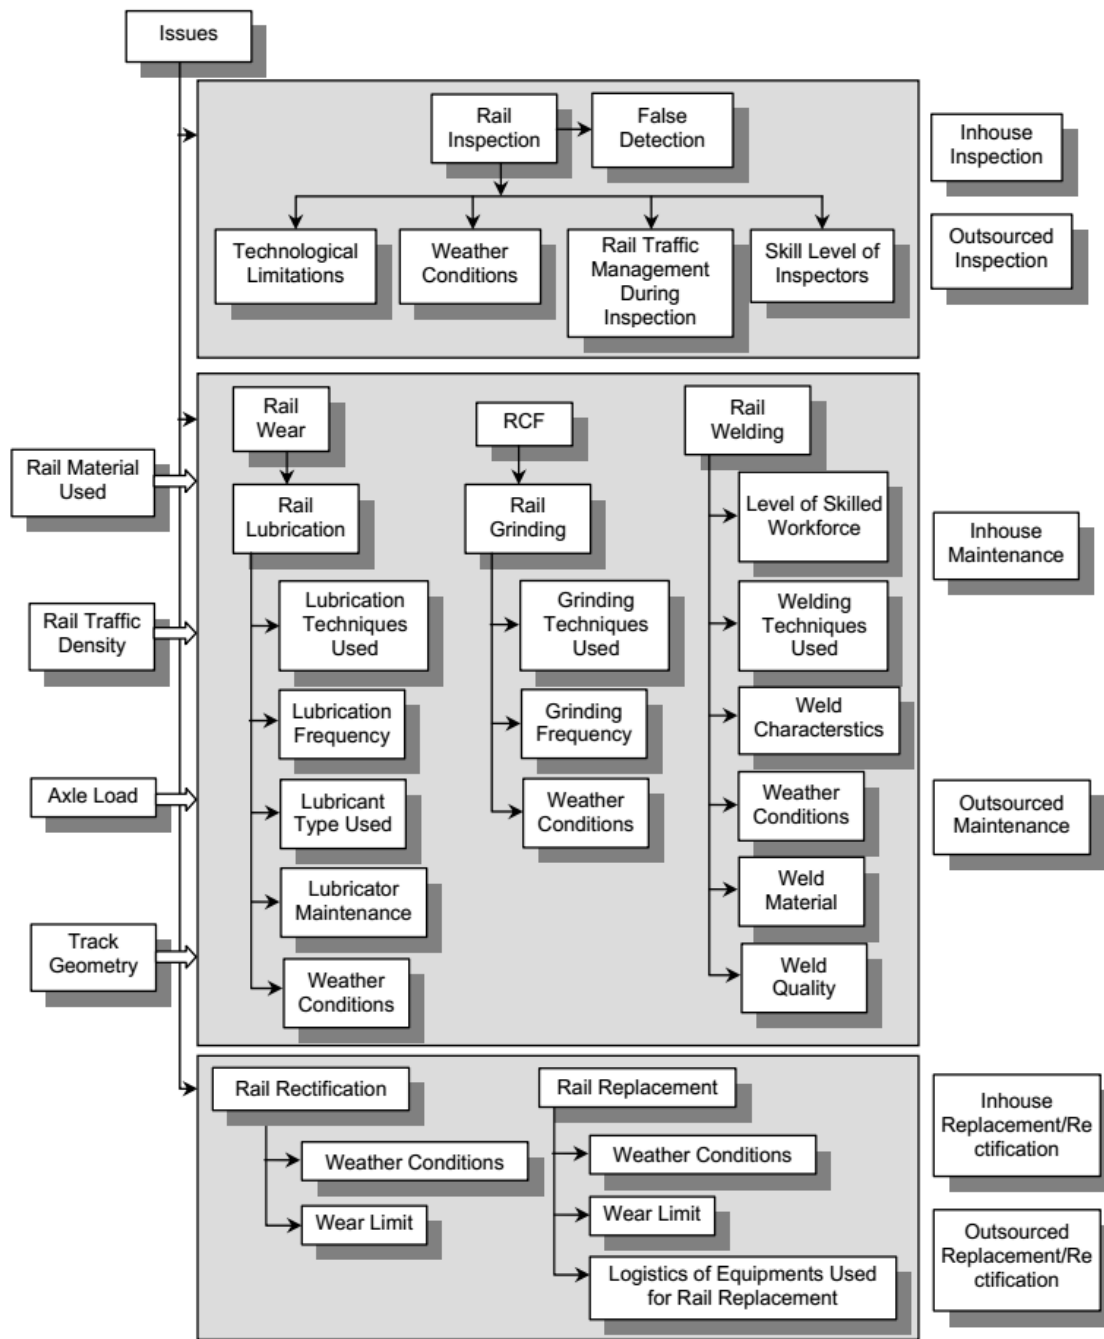 Issues
Rail
Inspection
False
Detection
Inhouse
Inspection
Technological
Limitations
Weather
Conditions
Rail Traffic
Management
During
Inspection
Skill Level of
Inspectors
Outsourced
Inspection
Rail
Wear
RCF
Rail
Welding
Rail Material
Used
Rail
Lubrication
Rail
Grinding
Level of Skilled
Workforce
Inhouse
Maintenance
Rail Traffic
Density
Lubrication
Techniques
Used
Grinding
Techniques
Used
Welding
Techniques
Used
Lubrication
Frequency
Grinding
Frequency
Weld
Characterstics
Axle Load
Lubricant
Type Used
Weather
Conditions
Weather
Conditions
Outsourced
Maintenance
Lubricator
Maintenance
Weld
Material
Track
Geometry
Weather
Conditions
Weld
Quality
Rail Rectification
Rail Replacement
Inhouse
Replacement/Re
ctification
Weather Conditions
Weather Conditions
Wear Limit
Wear Limit
Outsourced
Replacement/Re
ctification
Logistics of Equipments Used
for Rail Replacement